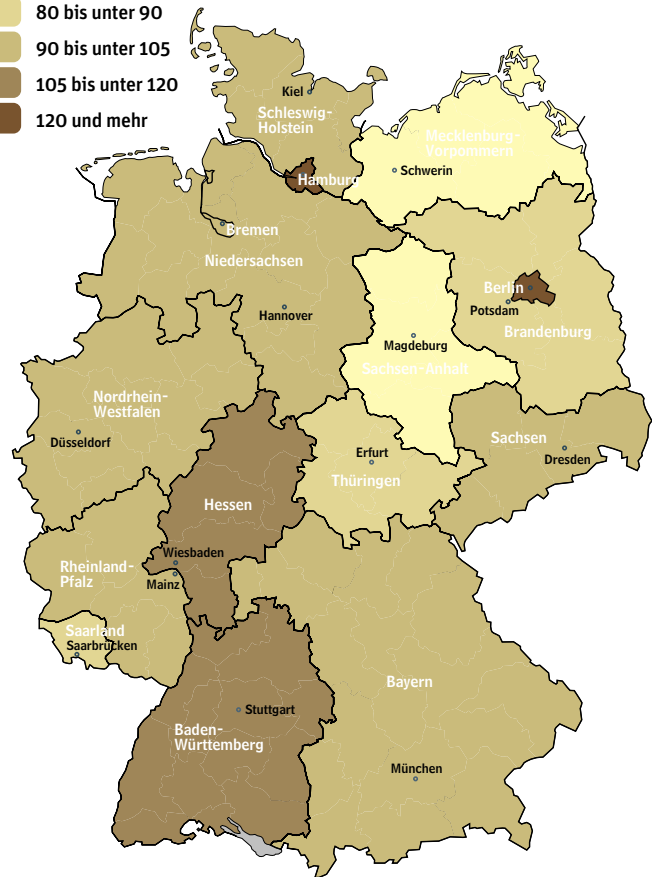 80 bis unter 90
90 bis unter 105
105 bis unter 120
120 und mehr
Kiel
Schleswig-
Holstein
Mecklenburg-
Vorpommern
Schwerin
Hamburg
Bremen
Niedersachsen
Hannover
Berlin
Potsdam
Brandenburg
Magdeburg
Sachsen-Anhalt
Nordrhein-
Westfalen
Düsseldorf
Sachsen
Dresden
Erfurt
Thüringen
Hessen
Wiesbaden
Mainz
Rheinland-
Pfalz
Saarland
Saarbrücken
Bayern
Stuttgart
Baden-
Württemberg
München